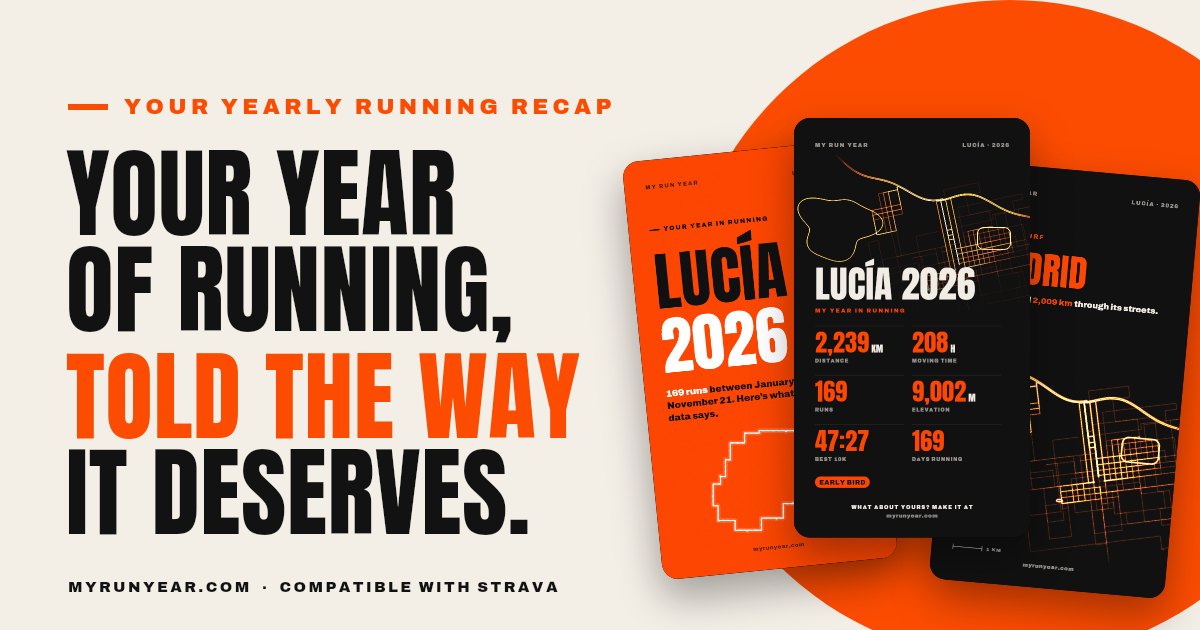 YOUR YEARLY RUNNING RECAP
YOUR YEAR
OF RUNNING,
TOLD THE WAY
IT DESERVES.
MYRUNYEAR.COM · COMPATIBLE WITH STRAVA
MY RUN YEAR
YOUR YEAR IN RUNNING
LUCÍA
2026
169 runs between January
November 21. Here's what
data says.
myrunyear.com
MY RUN YEAR
LUCÍA · 2026
LUCÍA 2026
MY YEAR IN RUNNING
2,239 KM
DISTANCE
208 H
MOVING TIME
169
RUNS
9,002 M
ELEVATION
47:27
BEST 10K
169
DAYS RUNNING
EARLY BIRD
WHAT ABOUT YOURS? MAKE IT AT
myrunyear.com
LUCÍA · 2026
DRID
2,009 km through its streets.
1 KM
myrunyear.com